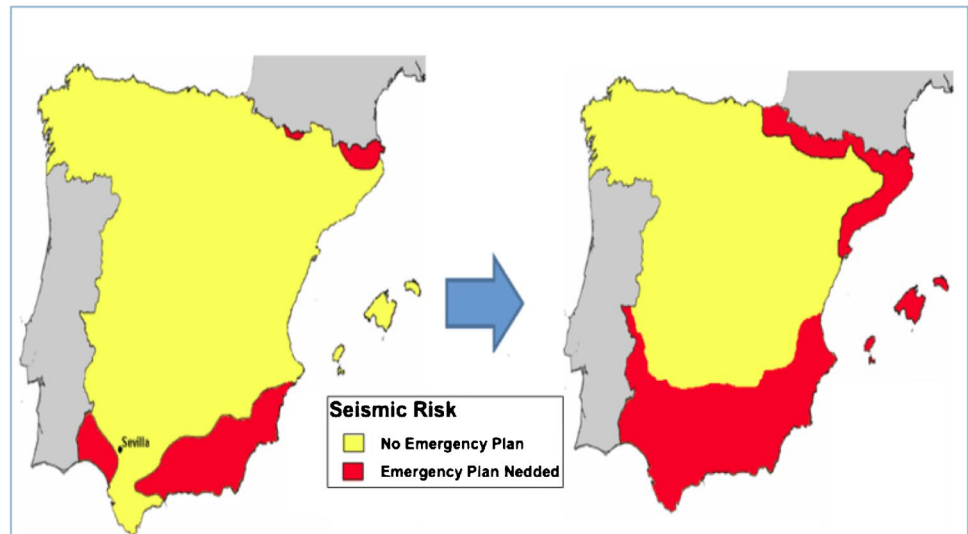 Sevilla
Seismic Risk
No Emergency Plan
Emergency Plan Nedded